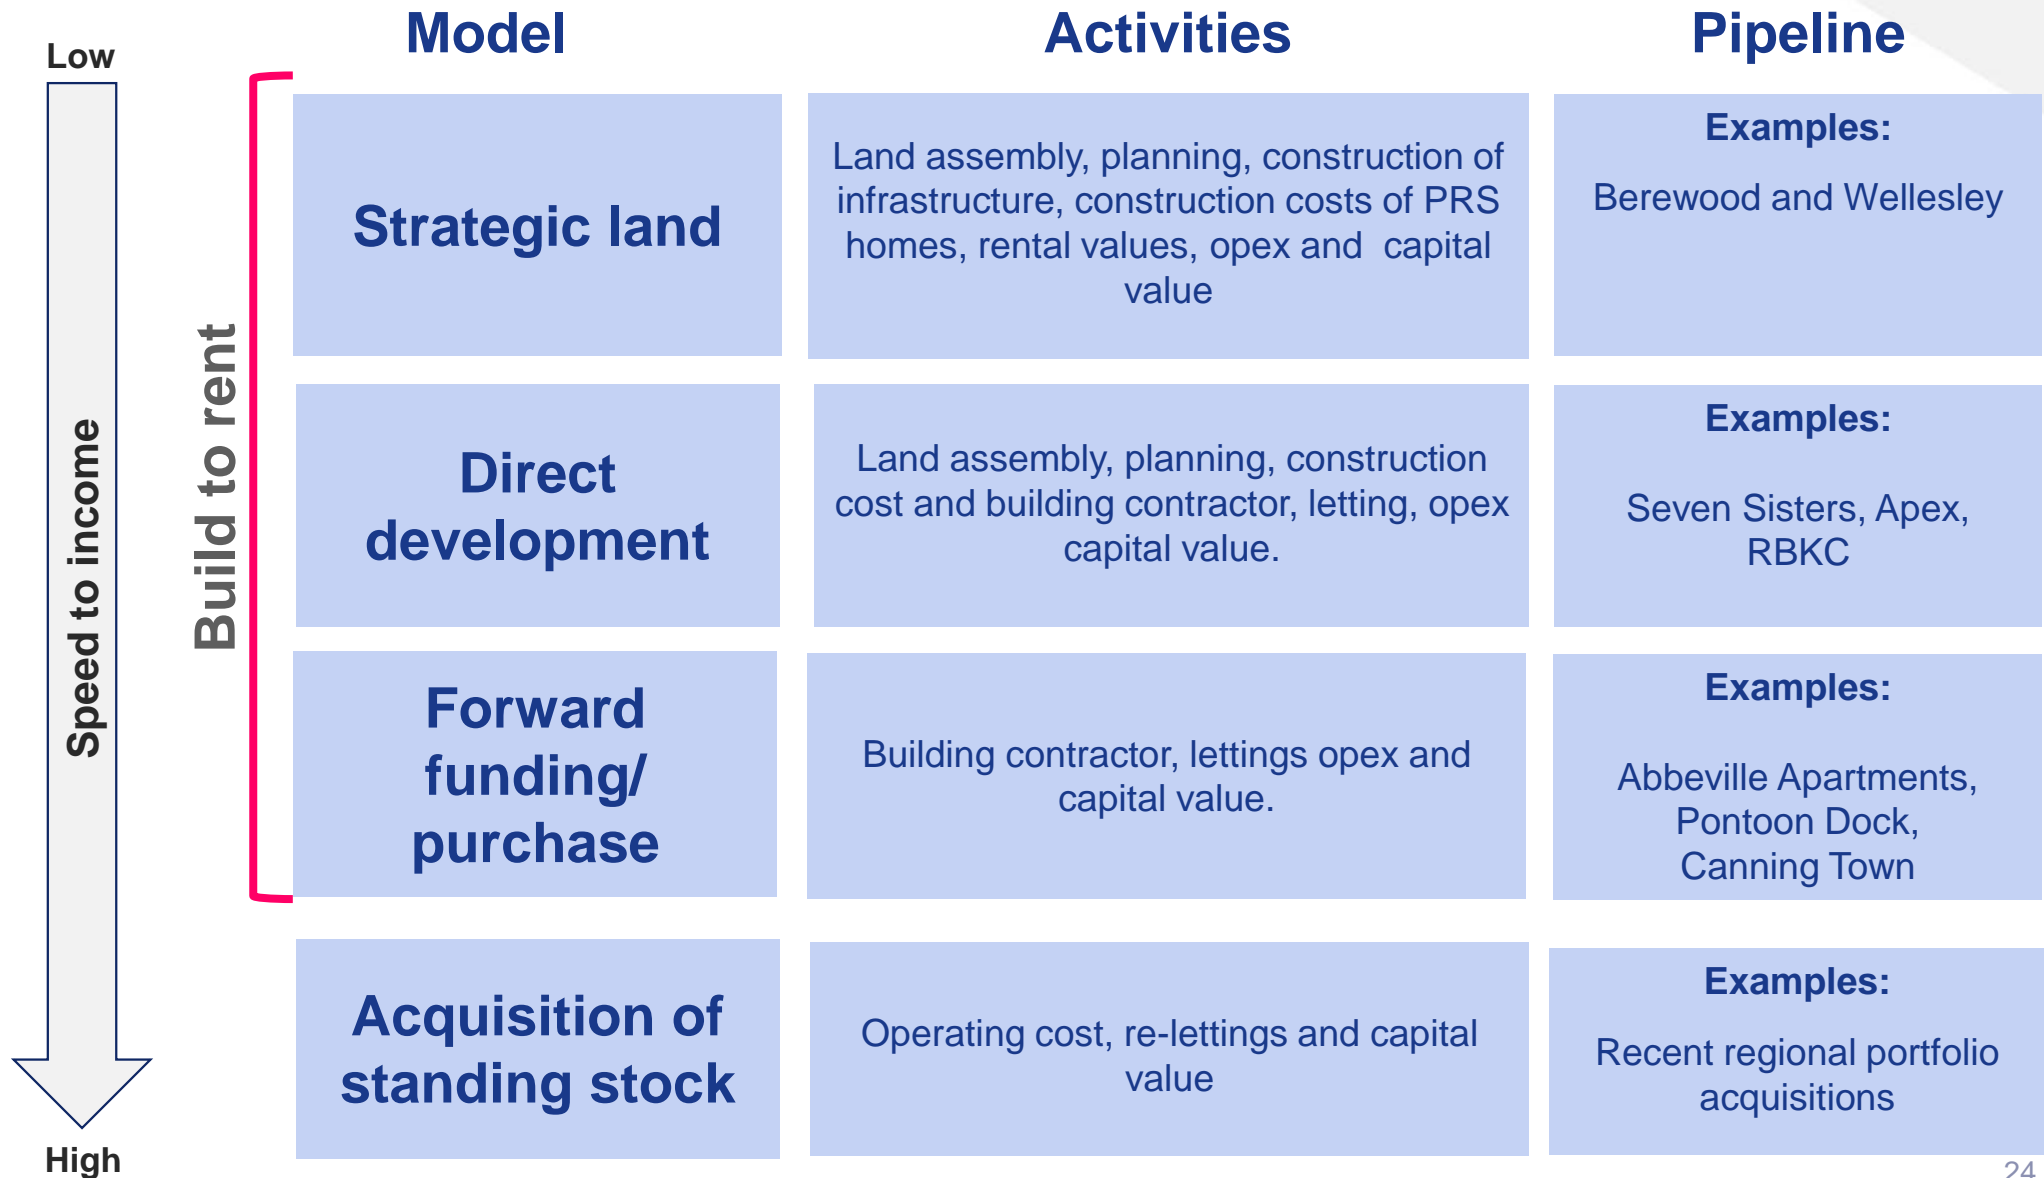 Model
Activities
Pipeline
Low
Speed to income
High
Build to rent
Strategic land
Land assembly, planning, construction of
infrastructure, construction costs of PRS
homes, rental values, opex and  capital
value
Examples:
Berewood and Wellesley
Direct
development
Land assembly, planning, construction
cost and building contractor, letting, opex
capital value.
Examples:
Seven Sisters, Apex,
RBKC
Forward
funding/
purchase
Building contractor, lettings opex and
capital value.
Examples:
Abbeville Apartments,
Pontoon Dock,
Canning Town
Acquisition of
standing stock
Operating cost, re-lettings and capital
value
Examples:
Recent regional portfolio
acquisitions
24